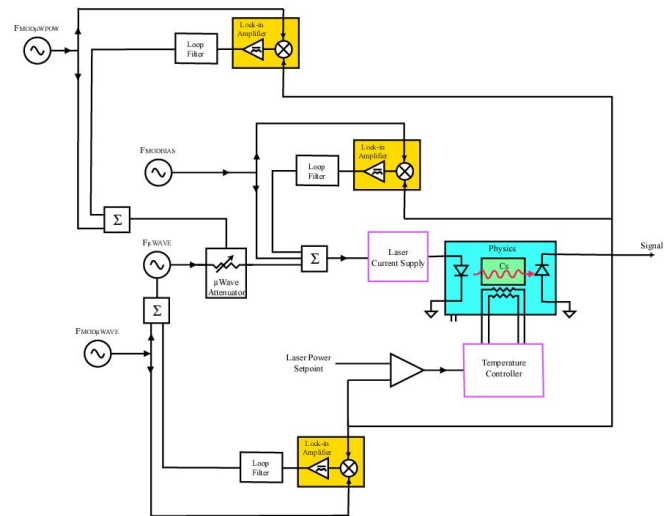 FMODµWPOW
Lock-in
Amplifier
Loop
Filter
FMODBIAS
Lock-in
Amplifier
Loop
Filter
Σ
FµWAVE
µWave
Attenuator
Σ
Laser
Current Supply
Physics
Cs
Signal
Σ
FMODµWAVE
Laser Power
Setpoint
Temperature
Controller
Lock-in
Amplifier
Loop
Filter